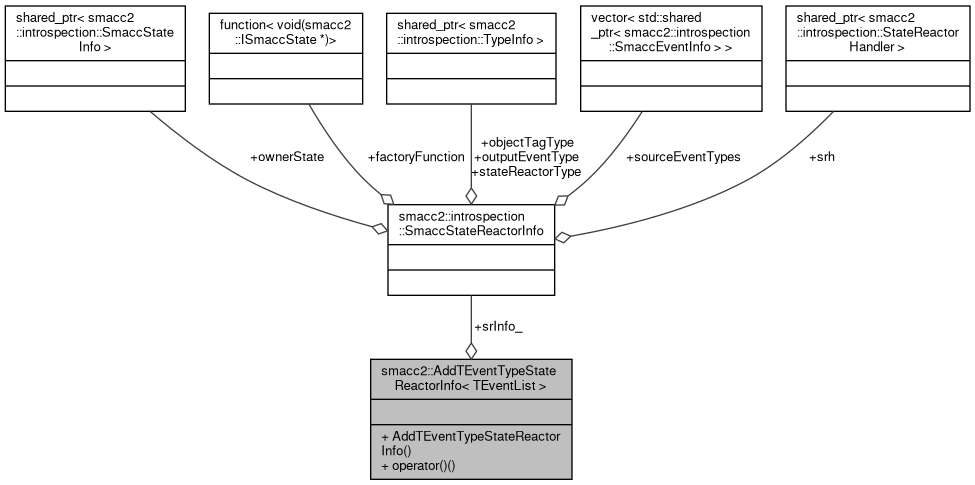 shared_ptr< smacc2
::introspection::SmaccState
Info >
function< void(smacc2
::ISmaccState *)>
shared_ptr< smacc2
::introspection::TypeInfo >
vector< std::shared
_ptr< smacc2::introspection
::SmaccEventInfo > >
shared_ptr< smacc2
::introspection::StateReactor
Handler >
+ownerState
+factoryFunction
+objectTagType
+outputEventType
+stateReactorType
+sourceEventTypes
+srh
smacc2::introspection
::SmaccStateReactorInfo
+srInfo_
smacc2::AddTEventTypeState
ReactorInfo< TEventList >
+ AddTEventTypeStateReactor
Info()
+ operator()()